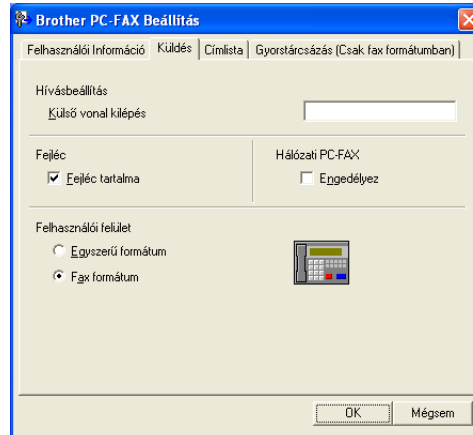 Brother PC-FAX Beállítás
Felhasználói Információ Küldés Címlista Gyorstárcsázás (Csak fax formátumban)
Hívásbeállítás
Külső vonal kilépés
Fejléc Hálózati PC-FAX
Fejléc tartalma Engedélyez
Felhasználói felület
Egyszerű formátum
Fax formátum
OK Mégsem